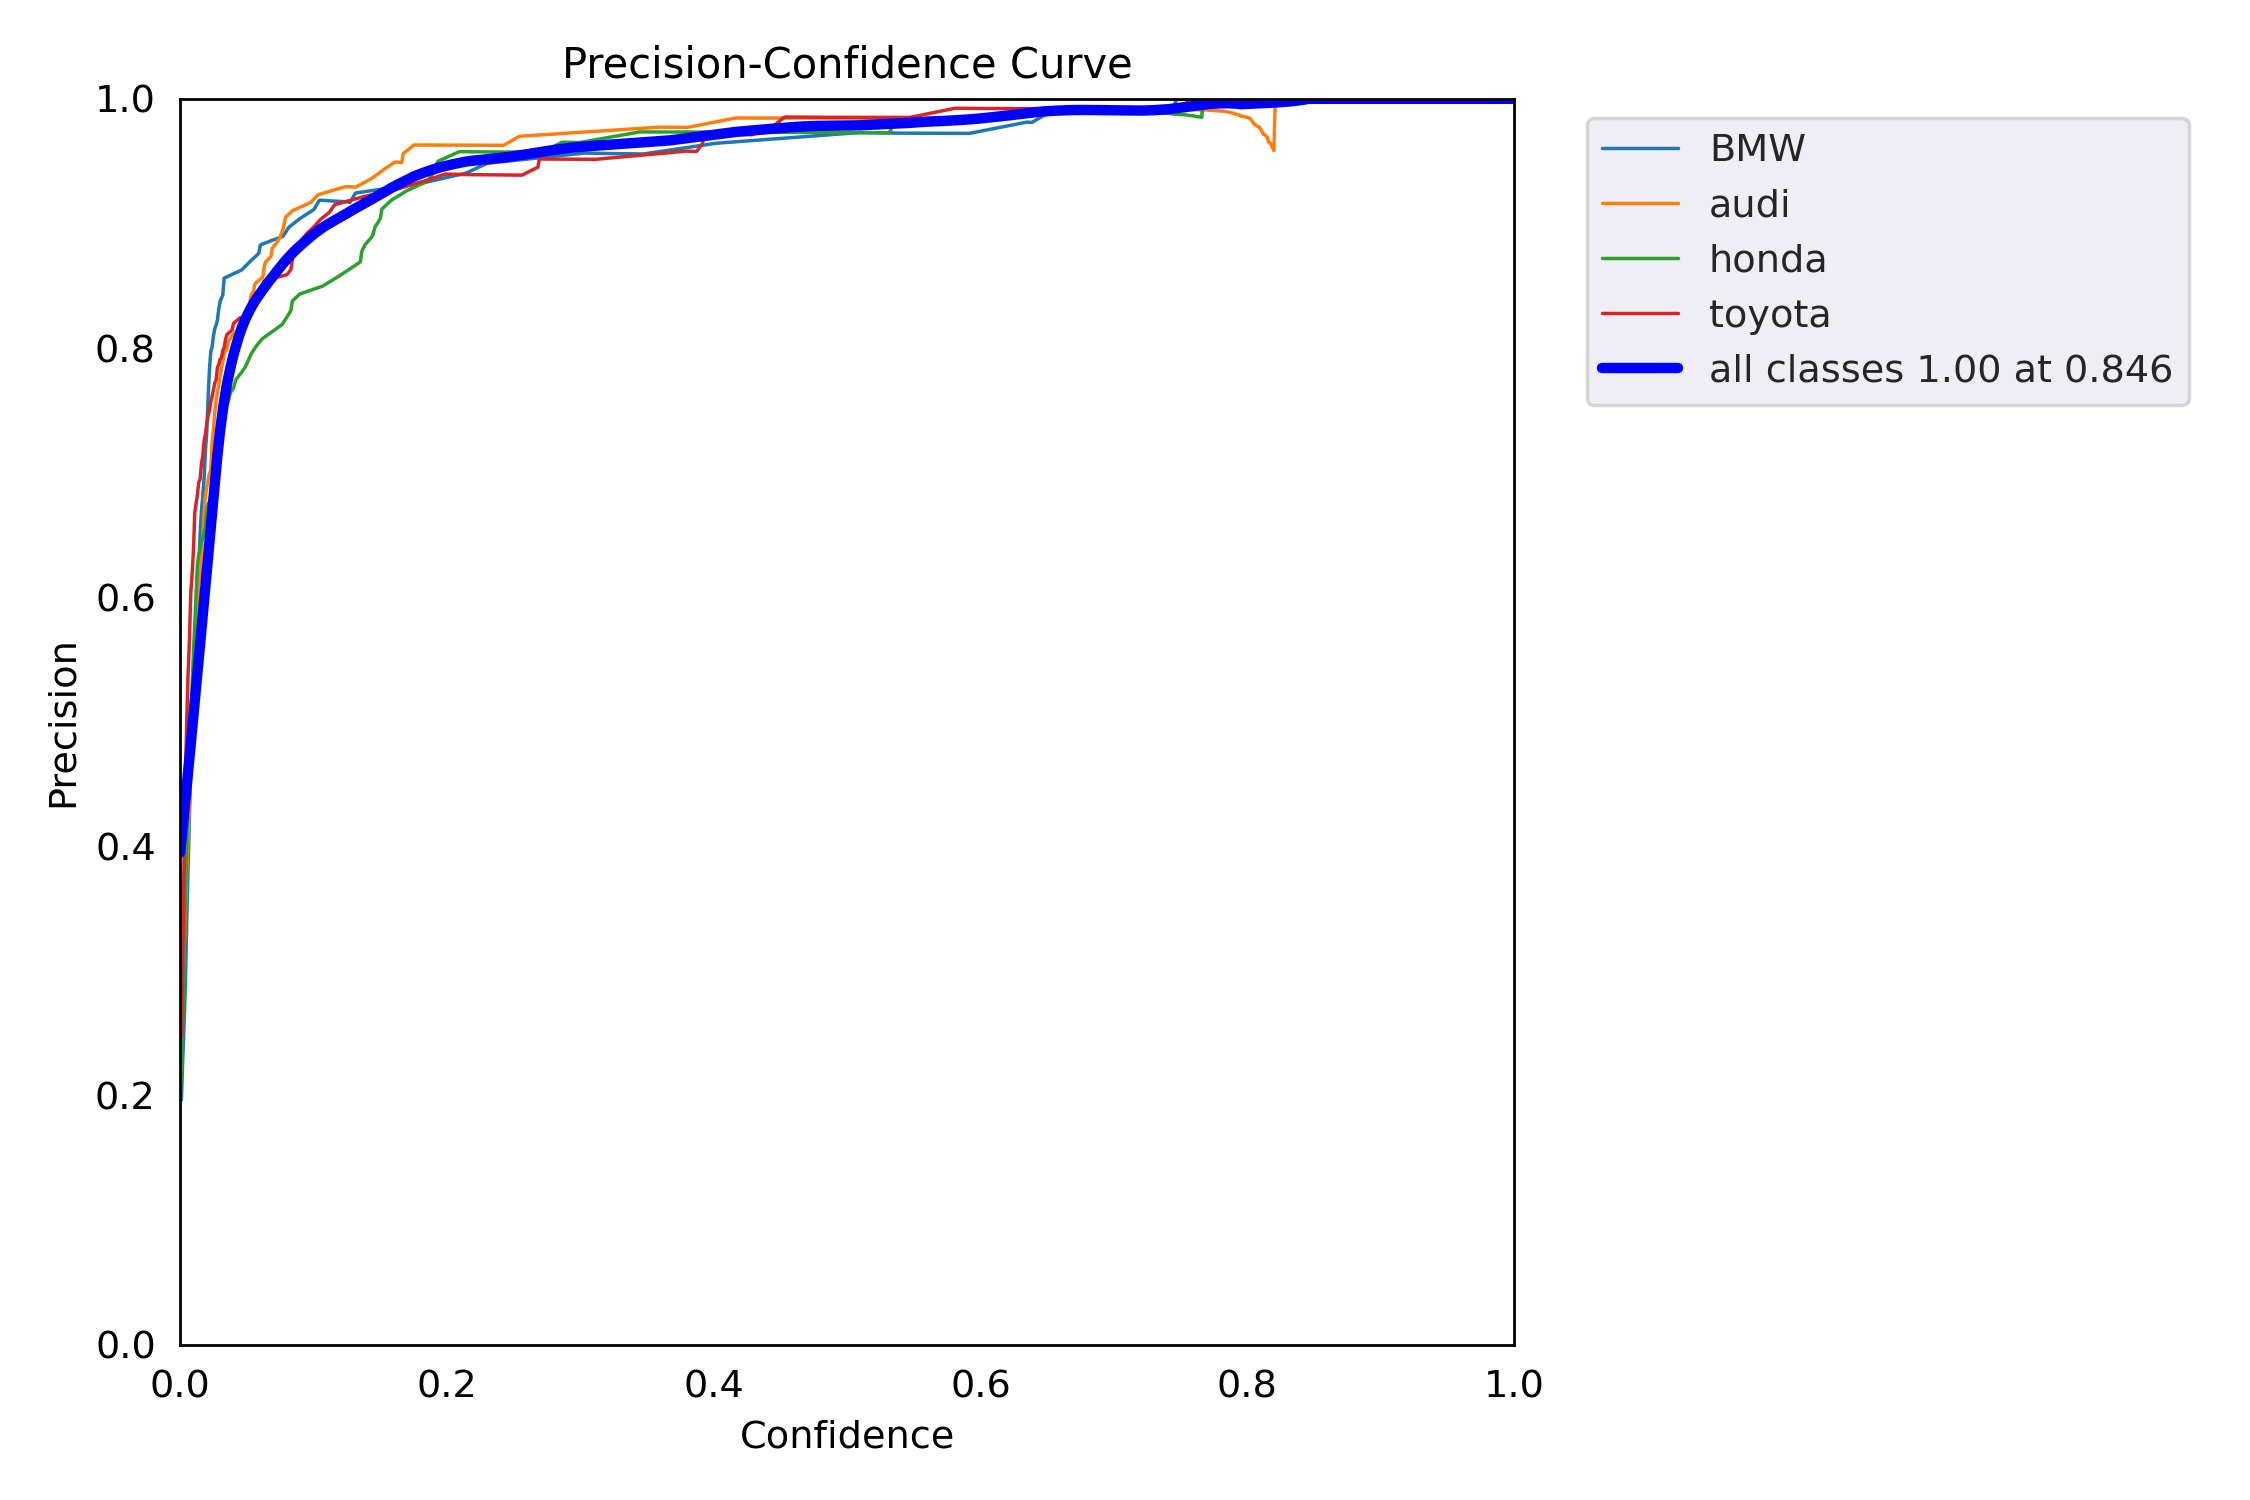 Precision-Confidence Curve
1.0
0.8
0.6
0.4
0.2
0.0
Precision
0.0 0.2 0.4 0.6 0.8 1.0
Confidence
BMW
audi
honda
toyota
all classes 1.00 at 0.846